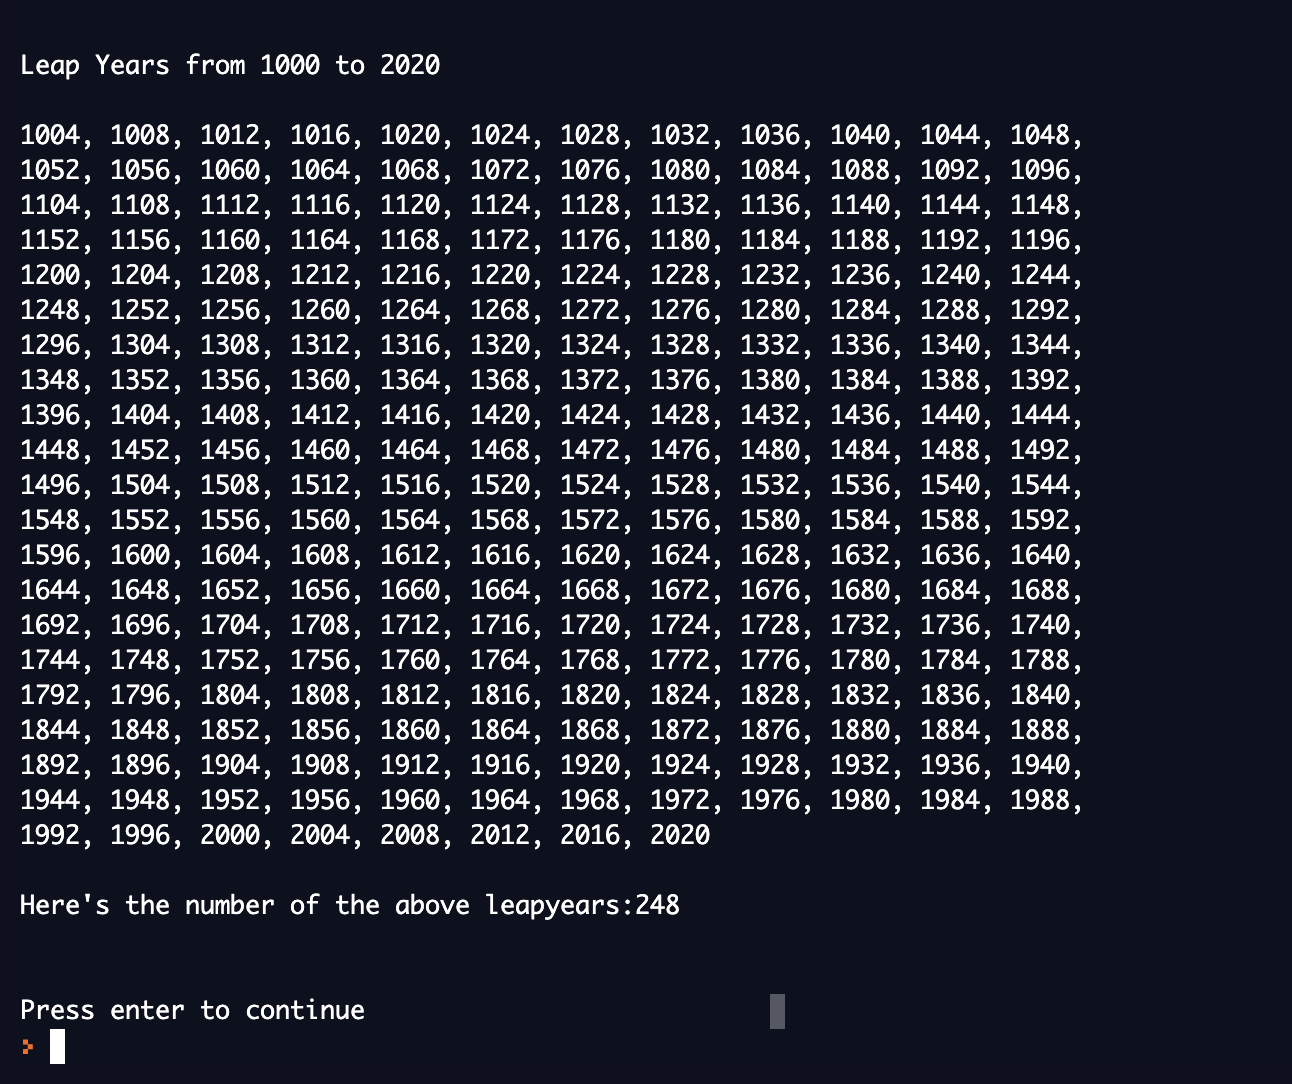 Leap Years from 1000 to 2020
1004, 1008, 1012, 1016, 1020, 1024, 1028, 1032, 1036, 1040, 1044, 1048,
1052, 1056, 1060, 1064, 1068, 1072, 1076, 1080, 1084, 1088, 1092, 1096,
1104, 1108, 1112, 1116, 1120, 1124, 1128, 1132, 1136, 1140, 1144, 1148,
1152, 1156, 1160, 1164, 1168, 1172, 1176, 1180, 1184, 1188, 1192, 1196,
1200, 1204, 1208, 1212, 1216, 1220, 1224, 1228, 1232, 1236, 1240, 1244,
1248, 1252, 1256, 1260, 1264, 1268, 1272, 1276, 1280, 1284, 1288, 1292,
1296, 1304, 1308, 1312, 1316, 1320, 1324, 1328, 1332, 1336, 1340, 1344,
1348, 1352, 1356, 1360, 1364, 1368, 1372, 1376, 1380, 1384, 1388, 1392,
1396, 1404, 1408, 1412, 1416, 1420, 1424, 1428, 1432, 1436, 1440, 1444,
1448, 1452, 1456, 1460, 1464, 1468, 1472, 1476, 1480, 1484, 1488, 1492,
1496, 1504, 1508, 1512, 1516, 1520, 1524, 1528, 1532, 1536, 1540, 1544,
1548, 1552, 1556, 1560, 1564, 1568, 1572, 1576, 1580, 1584, 1588, 1592,
1596, 1600, 1604, 1608, 1612, 1616, 1620, 1624, 1628, 1632, 1636, 1640,
1644, 1648, 1652, 1656, 1660, 1664, 1668, 1672, 1676, 1680, 1684, 1688,
1692, 1696, 1704, 1708, 1712, 1716, 1720, 1724, 1728, 1732, 1736, 1740,
1744, 1748, 1752, 1756, 1760, 1764, 1768, 1772, 1776, 1780, 1784, 1788,
1792, 1796, 1804, 1808, 1812, 1816, 1820, 1824, 1828, 1832, 1836, 1840,
1844, 1848, 1852, 1856, 1860, 1864, 1868, 1872, 1876, 1880, 1884, 1888,
1892, 1896, 1904, 1908, 1912, 1916, 1920, 1924, 1928, 1932, 1936, 1940,
1944, 1948, 1952, 1956, 1960, 1964, 1968, 1972, 1976, 1980, 1984, 1988,
1992, 1996, 2000, 2004, 2008, 2012, 2016, 2020
Here's the number of the above leapyears:248
Press enter to continue